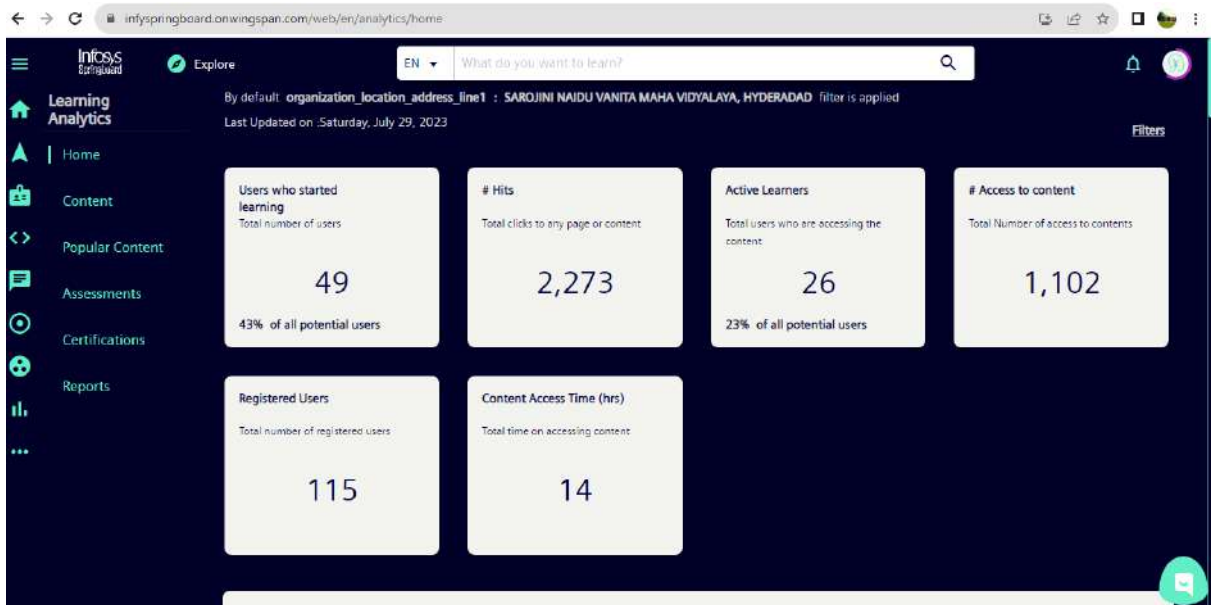 infyspringboard.onwingspan.com/web/en/analytics/home
Infosys
Springboard
Explore
EN
What do you want to learn?
Learning
Analytics
Home
Content
Popular Content
Assessments
Certifications
Reports
By default organization_location_address_line1 : SAROJINI NAIDU VANITA MAHA VIDYALAYA, HYDERADAD filter is applied
Last Updated on :Saturday, July 29, 2023
Filters
Users who started
learning
Total number of users
49
43% of all potential users
# Hits
Total clicks to any page or content
2,273
Active Learners
Total users who are accessing the
content
26
23% of all potential users
# Access to content
Total Number of access to contents
1,102
Registered Users
Total number of registered users
115
Content Access Time (hrs)
Total time on accessing content
14